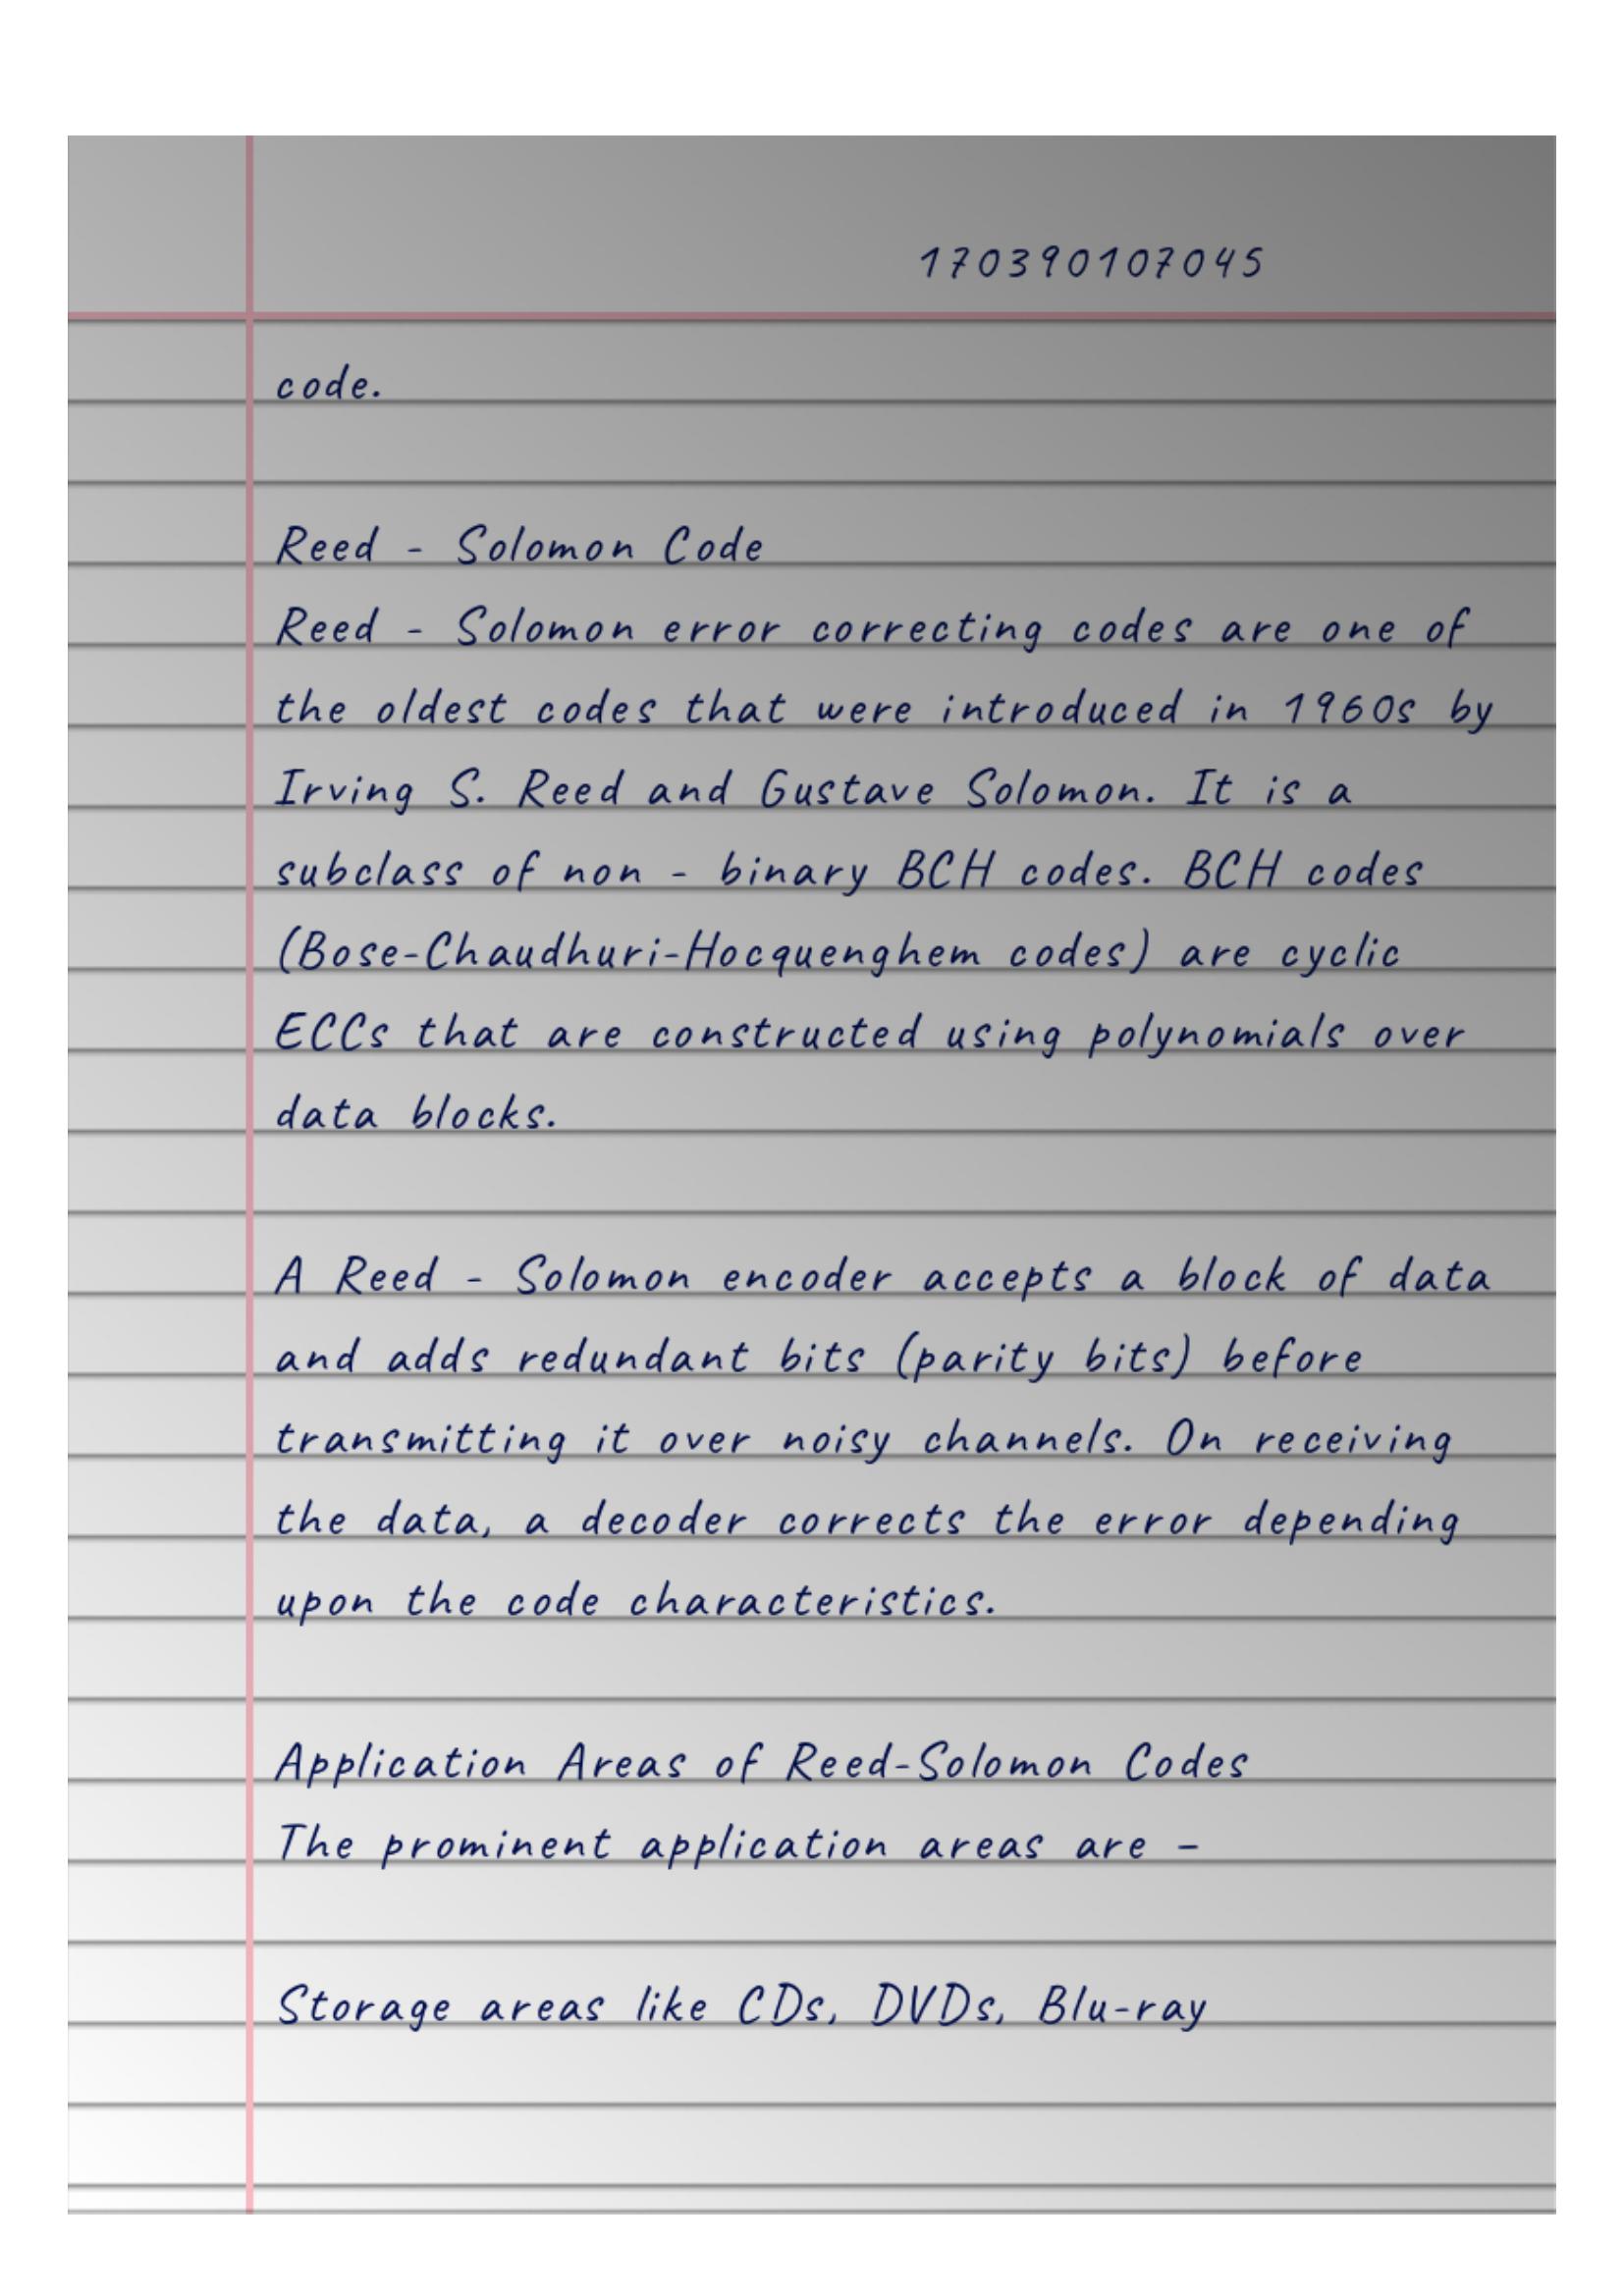 170390107045
code.
Reed - Solomon Code
Reed - Solomon error correcting codes are one of
the oldest codes that were introduced in 1960s by
Irving S. Reed and Gustave Solomon. It is a
subclass of non - binary BCH codes. BCH codes
(Bose-Chaudhuri-Hocquenghem codes) are cyclic
ECCs that are constructed using polynomials over
data blocks.
A Reed - Solomon encoder accepts a block of data
and adds redundant bits (parity bits) before
transmitting it over noisy channels. On receiving
the data, a decoder corrects the error depending
upon the code characteristics.
Application Areas of Reed-Solomon Codes
The prominent application areas are –
Storage areas like CDs, DVDs, Blu-ray